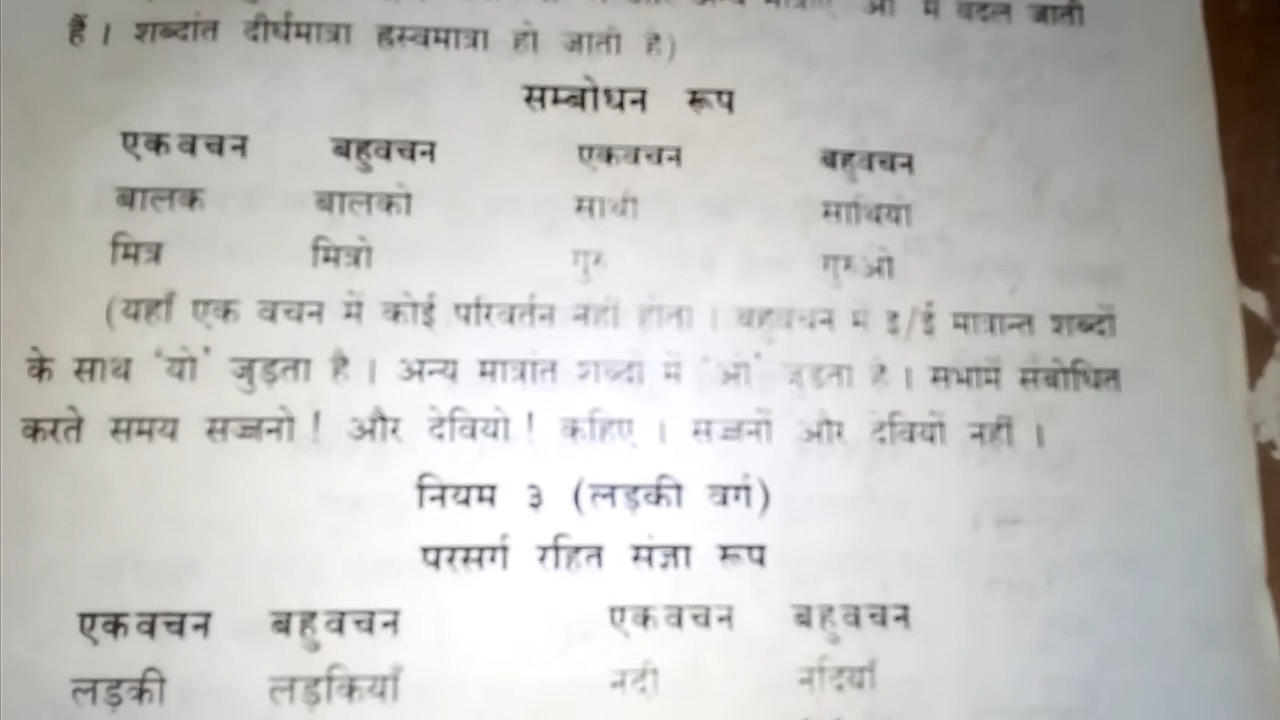 में बदल जाती
हैं । शब्दांत दीर्घमात्रा ह्रस्वमात्रा हो जाती है)
सम्बोधन रूप
एकवचन बहुवचन एकवचन बहुवचन
बालक बालको साथी साथियो
मित्र मित्रो गुरु गुरुओ
(यहाँ एक वचन में कोई परिवर्तन नहीं होता । बहुवचन में इ/ई मात्रान्त शब्दों
के साथ 'यो' जुड़ता है । अन्य मात्रांत शब्दों में 'ओ' जुड़ता है । सभामें संबोधित
करते समय सज्जनो ! और देवियो ! कहिए । सज्जनों और देवियों नहीं ।
नियम ३ (लड़की वर्ग)
परसर्ग रहित संज्ञा रूप
एकवचन बहुवचन एकवचन बहुवचन
लड़की लड़कियाँ नदी नदियाँ